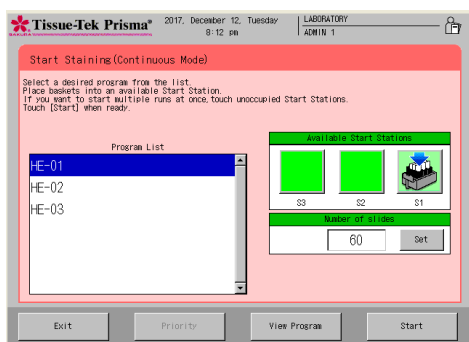 Tissue-Tek Prisma®
SAKURA
2017. December 12, Tuesday
8:12 pm
LABORATORY
ADMIN 1
Start Staining(Continuous Mode)
Select a desired program from the list.
Place baskets into an available Start Station.
If you want to start multiple runs at once,touch unoccupied Start Stations.
Touch [Start] when ready.
Program List
HE-01
HE-02
HE-03
Available Start Stations
S3 S2 S1
Number of slides
60 Set
Exit Priority View Program Start